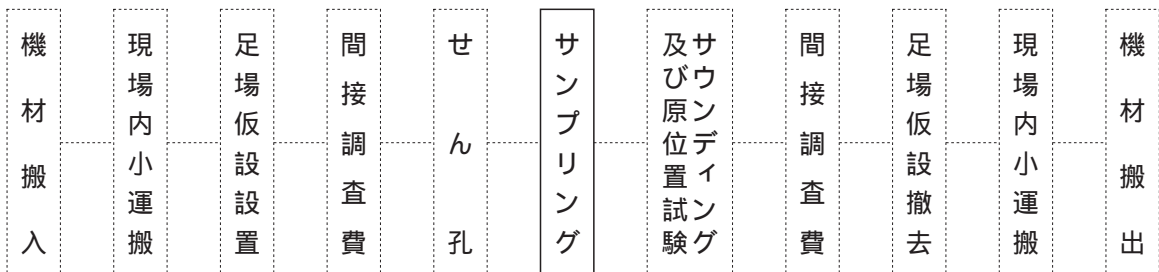 機材搬入
現場内小運搬
足場仮設設置
間接調査費
せん孔
サンプリング
サウンディング
及び原位置試験
間接調査費
足場仮設撤去
現場内小運搬
機材搬出